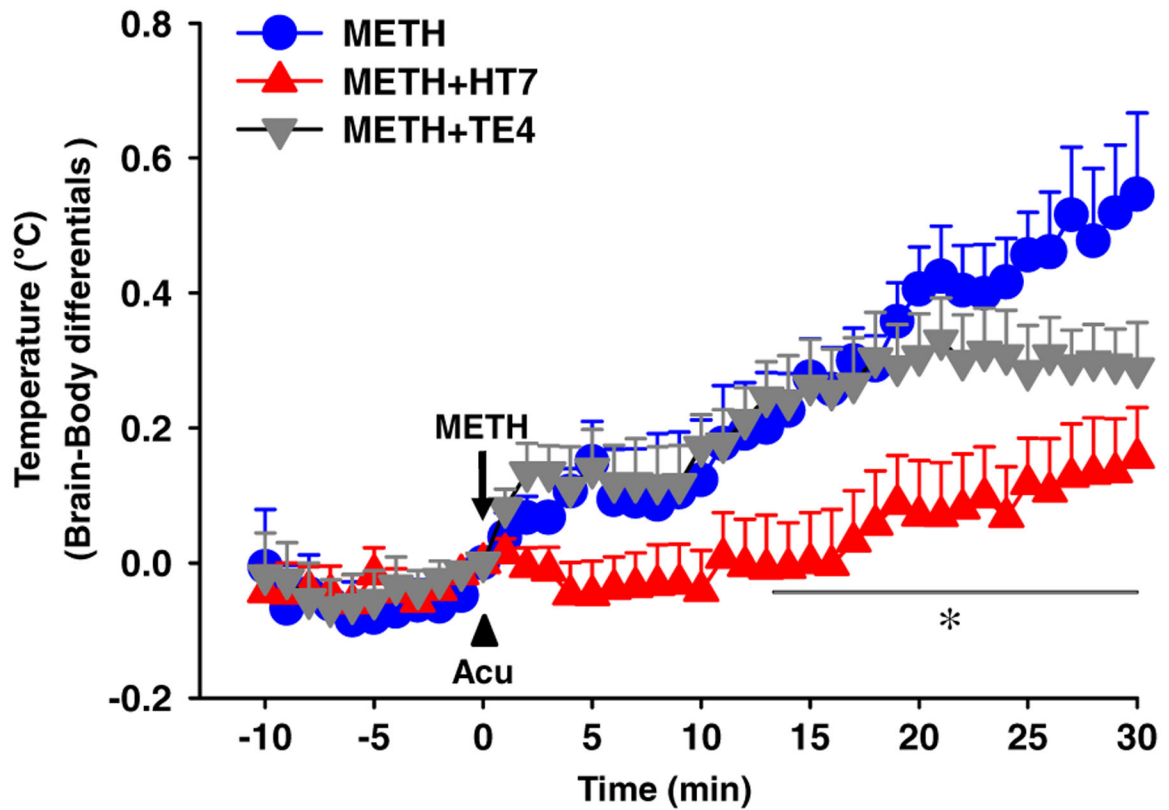 METH
METH+HT7
METH+TE4
Temperature (°C)
(Brain-Body differentials )
0.8
0.6
0.4
0.2
0.0
-0.2
METH
Acu
*
-10 -5 0 5 10 15 20 25 30
Time (min)